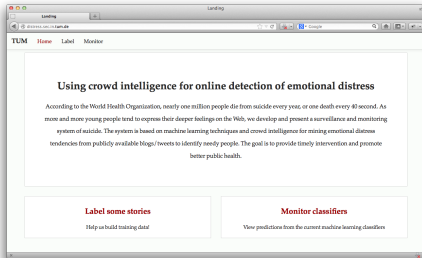 Landing
Landing
distress.sec.in.tum.de
Google
TUM Home Label Monitor
Using crowd intelligence for online detection of emotional distress
According to the World Health Organization, nearly one million people die from suicide every year, or one death every 40 second. As
more and more young people tend to express their deeper feelings on the Web, we develop and present a surveillance and monitoring
system of suicide. The system is based on machine learning techniques and crowd intelligence for mining emotional distress
tendencies from publicly available blogs/tweets to identify needy people. The goal is to provide timely intervention and promote
better public health.
Label some stories
Help us build training data!
Monitor classifiers
View predictions from the current machine learning classifiers